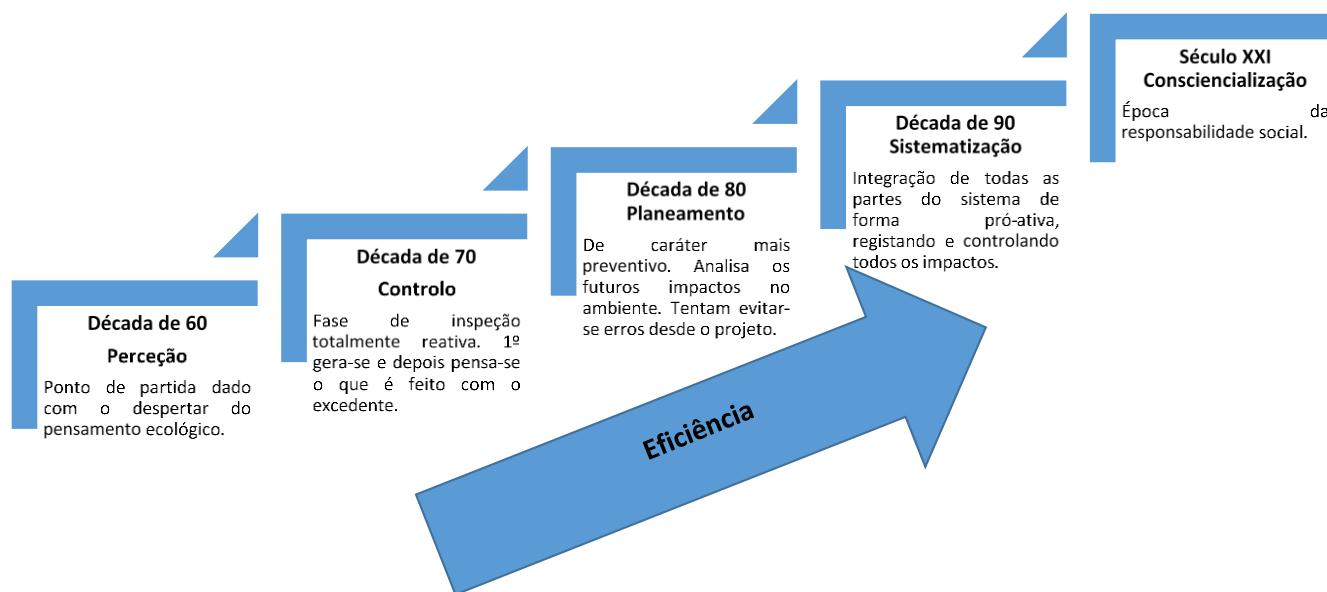 Década de 60
Perceção
Ponto de partida dado
com o despertar do
pensamento ecológico.
Década de 70
Controlo
Fase de inspeção
totalmente reativa. 1º
gera-se e depois pensa-se
o que é feito com o
excedente.
Década de 80
Planeamento
De caráter mais
preventivo. Analisa os
futuros impactos no
ambiente. Tentam evitar-
se erros desde o projeto.
Década de 90
Sistematização
Integração de todas as
partes do sistema de
forma pró-ativa,
registando e controlando
todos os impactos.
Século XXI
Consciencialização
Época da
responsabilidade social.
Eficiência